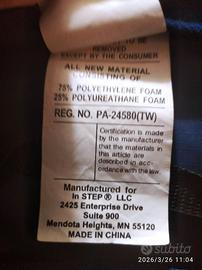 TO BE
REMOVED
EXCEPT BY THE CONSUMER
ALL NEW MATERIAL
CONSISTING OF
75% POLYETHYLENE FOAM
25% POLYURETHANE FOAM
REG. NO. PA-24580(TW)
Certification is made
by the manufacturer
that the materials in
this article are
described in
accordance with law.
Manufactured for
In STEP ® LLC
2425 Enterprise Drive
Suite 900
Mendota Heights, MN 55120
MADE IN CHINA
subito
2026/3/26 11:04